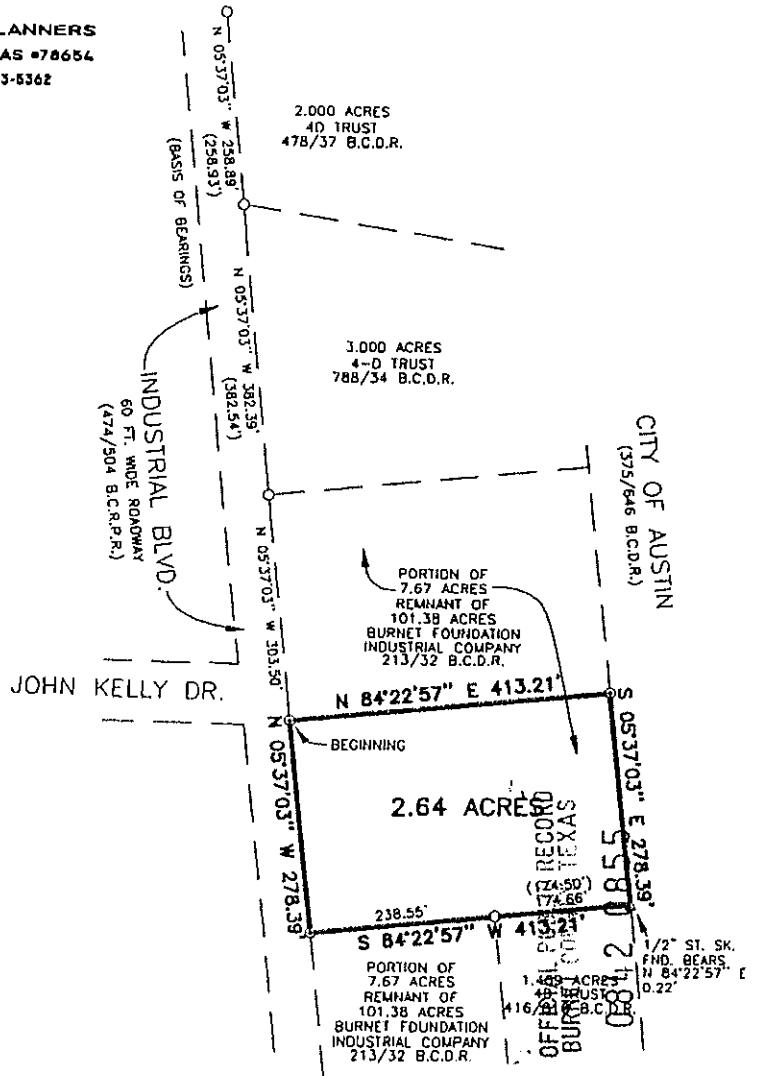 LANNERS
AS #78654
3-5362
N 05°37'03" W 258.89'
(258.93')
(BASIS OF BEARINGS)
2.000 ACRES
4D TRUST
478/37 B.C.D.R.
N 05°37'03" W 382.39'
(382.54')
3.000 ACRES
4-D TRUST
788/34 B.C.D.R.
INDUSTRIAL BLVD.
60 FT. WIDE ROADWAY
(474/504 B.C.R.P.R.)
CITY OF AUSTIN
(375/646 B.C.D.R.)
N 05°37'03" W 303.50'
PORTION OF
7.67 ACRES
REMNANT OF
101.38 ACRES
BURNET FOUNDATION
INDUSTRIAL COMPANY
213/32 B.C.D.R.
JOHN KELLY DR.
N 84°22'57" E 413.21'
BEGINNING
N 05°37'03" W 278.39'
2.64 ACRES
S 05°37'03" E 278.39'
(174.50')
174.66'
238.55'
S 84°22'57" W 413.21'
1/2" ST. SK.
FND. BEARS
N 84°22'57" E
0.22'
PORTION OF
7.67 ACRES
REMNANT OF
101.38 ACRES
BURNET FOUNDATION
INDUSTRIAL COMPANY
213/32 B.C.D.R.
ACRES
TRUST
B.C.D.R.
RECORD
TEXAS
0842 0855